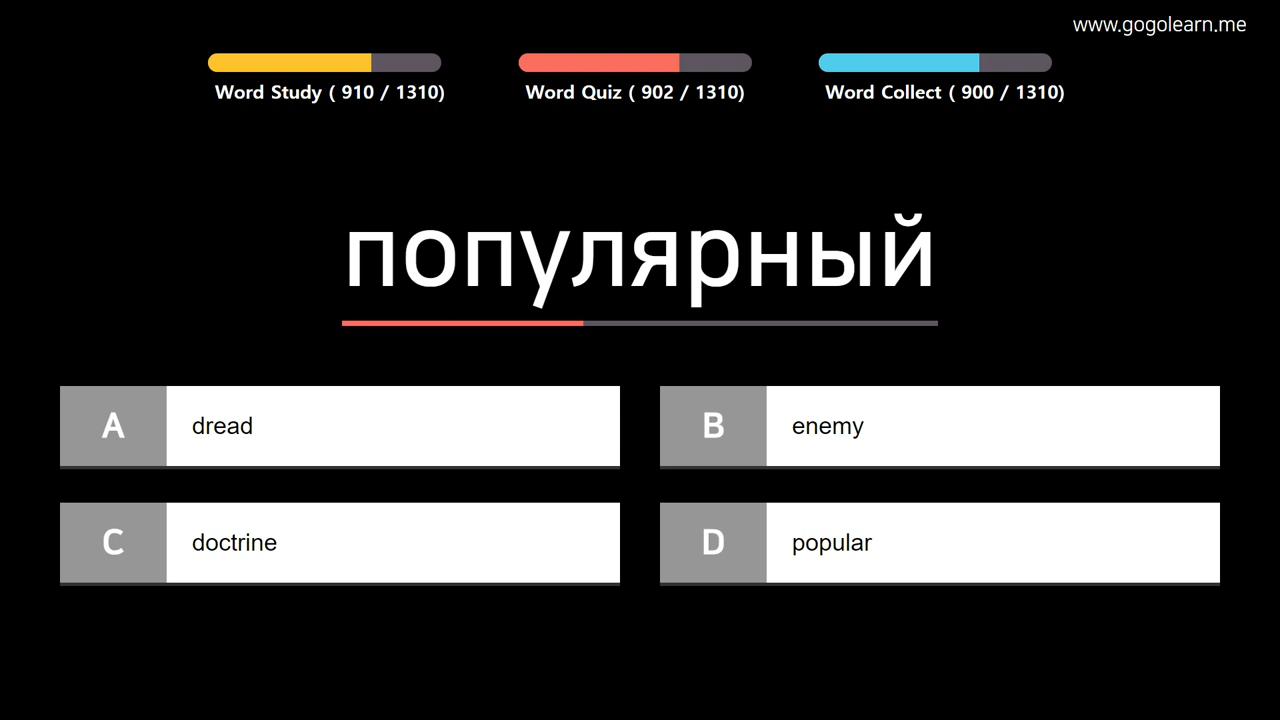 www.gogolearn.me
Word Study ( 910 / 1310)
Word Quiz ( 902 / 1310)
Word Collect ( 900 / 1310)
популярный
A dread
B enemy
C doctrine
D popular